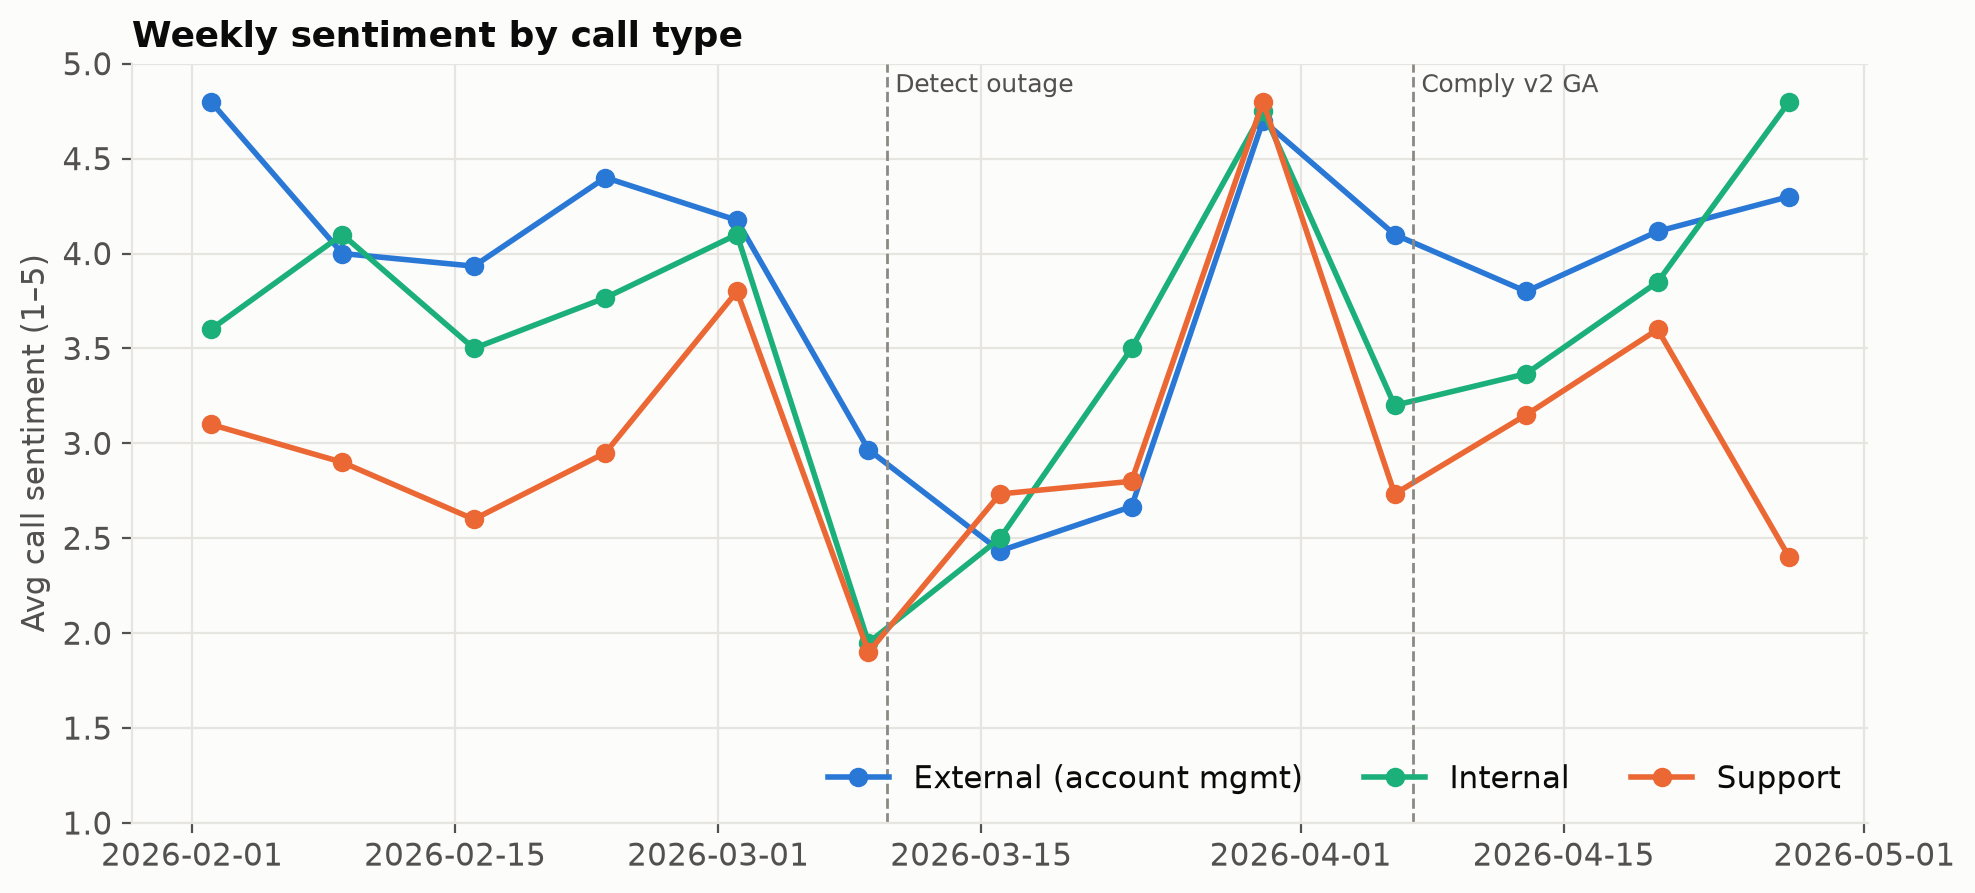 Weekly sentiment by call type
Avg call sentiment (1–5)
5.0
4.5
4.0
3.5
3.0
2.5
2.0
1.5
1.0
Detect outage
Comply v2 GA
External (account mgmt)
Internal
Support
2026-02-01
2026-02-15
2026-03-01
2026-03-15
2026-04-01
2026-04-15
2026-05-01